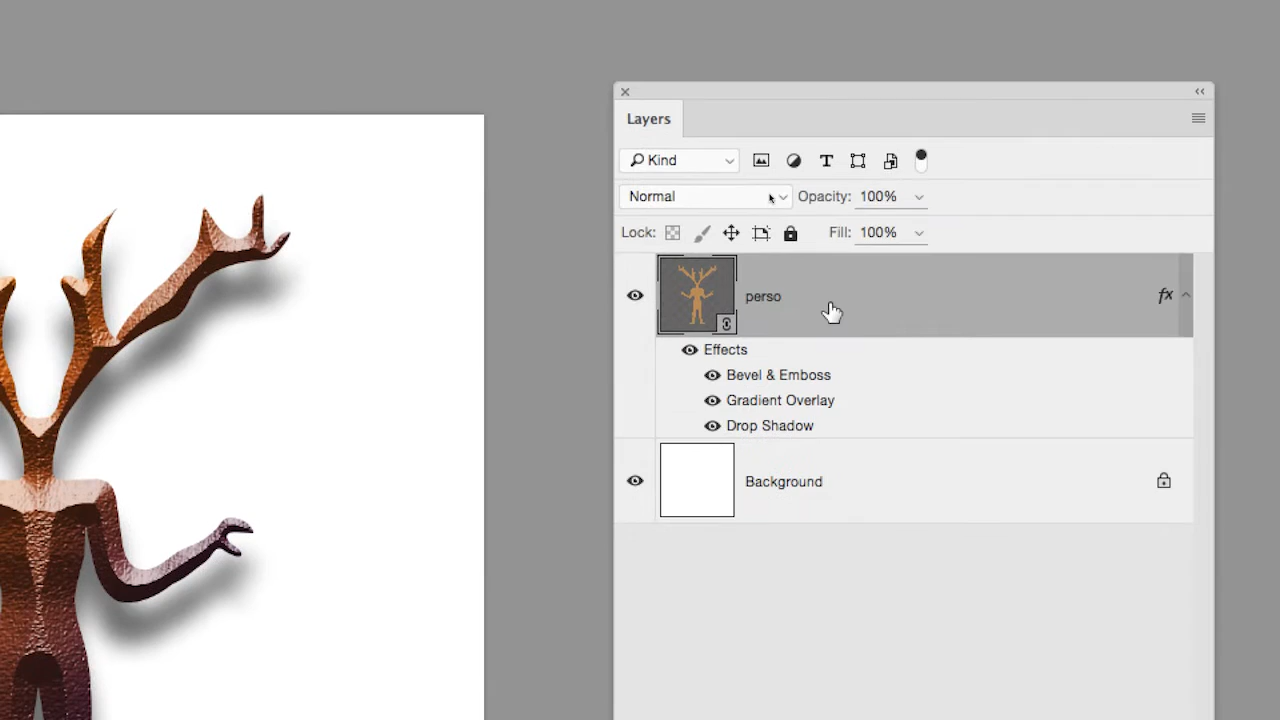 Layers
Kind
Normal Opacity: 100%
Lock: Fill: 100%
perso fx
Effects
Bevel & Emboss
Gradient Overlay
Drop Shadow
Background